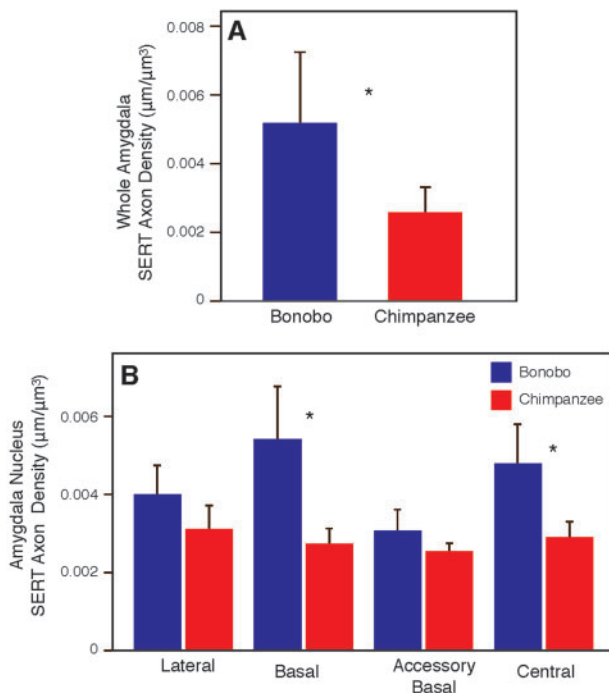 A
0.008
0.006
0.004
0.002
0
Whole Amygdala
SERT Axon Density (μm/μm³)
*
Bonobo Chimpanzee
B
Bonobo
Chimpanzee
0.006
0.004
0.002
0
Amygdala Nucleus
SERT Axon Density (μm/μm³)
*
*
Lateral Basal Accessory Central
Basal